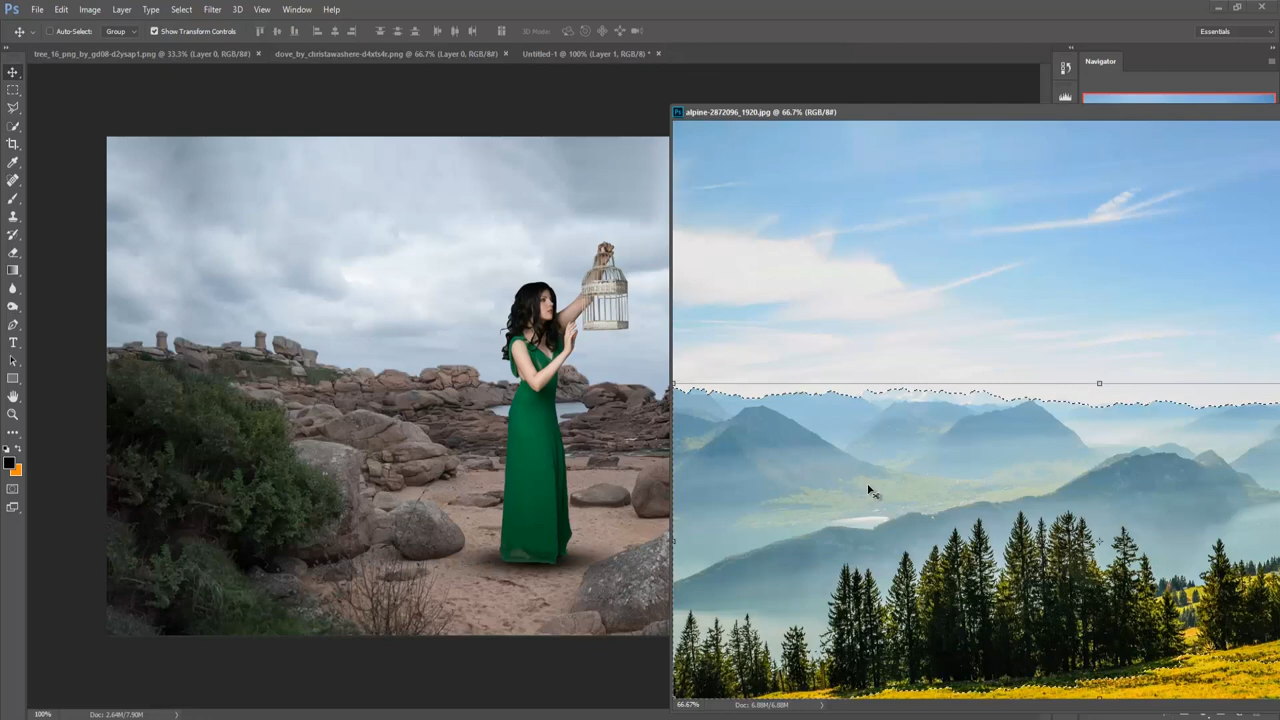 Ps File Edit Image Layer Type Select Filter 3D View Window Help
Auto-Select: Group Show Transform Controls 3D Mode: Essentials
tree_16_png_by_gd08-d2ysap1.png @ 33.3% (Layer 0, RGB/8#) × dove_by_christawashere-d4xts4r.png @ 66.7% (Layer 0, RGB/8#) × Untitled-1 @ 100% (Layer 1, RGB/8) * ×
Navigator
Ps alpine-2872096_1920.jpg @ 66.7% (RGB/8#)
66.67% Doc: 6.88M/6.88M
100% Doc: 2.64M/7.90M